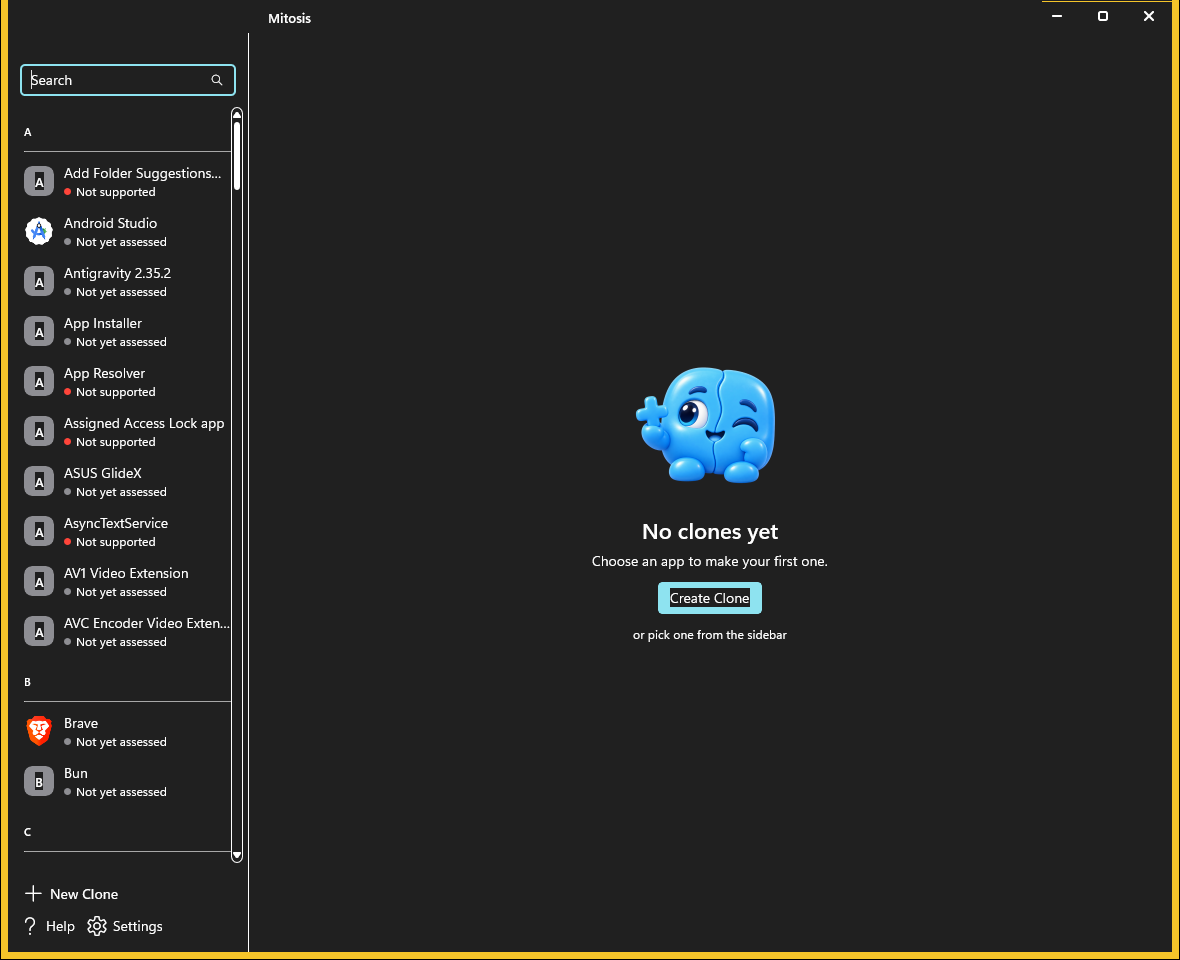 Mitosis
Search
A
A
Add Folder Suggestions...
Not supported
Android Studio
Not yet assessed
A
Antigravity 2.35.2
Not yet assessed
A
App Installer
Not yet assessed
A
App Resolver
Not supported
A
Assigned Access Lock app
Not supported
A
ASUS GlideX
Not yet assessed
A
AsyncTextService
Not supported
A
AV1 Video Extension
Not yet assessed
A
AVC Encoder Video Exten...
Not yet assessed
B
Brave
Not yet assessed
B
Bun
Not yet assessed
C
New Clone
? Help
Settings
No clones yet
Choose an app to make your first one.
Create Clone
or pick one from the sidebar